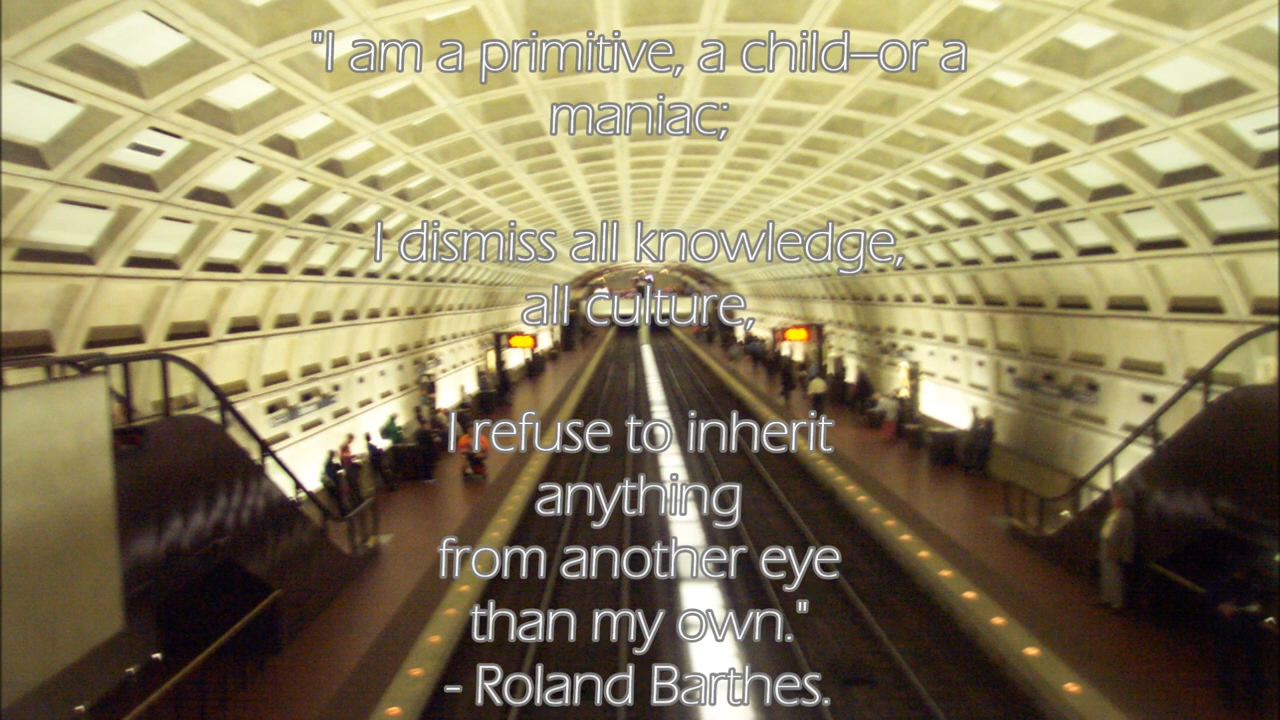 "I am a primitive, a child–or a
maniac;
I dismiss all knowledge,
all culture,
I refuse to inherit
anything
from another eye
than my own."
- Roland Barthes.